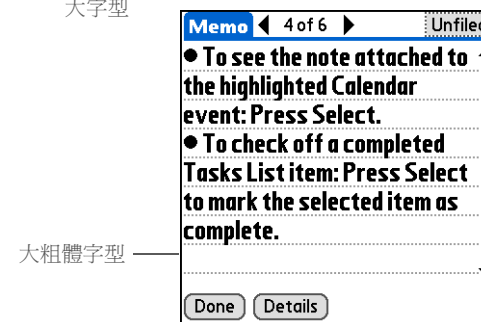 大字型
Memo 4 of 6 Unfiled
● To see the note attached to
the highlighted Calendar
event: Press Select.
● To check off a completed
Tasks List item: Press Select
to mark the selected item as
complete.
大粗體字型
Done Details